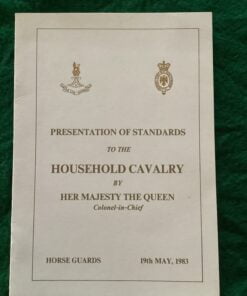 PRESENTATION OF STANDARDS
TO THE
HOUSEHOLD CAVALRY
BY
HER MAJESTY THE QUEEN
Colonel-in-Chief
HORSE GUARDS 19th MAY, 1983